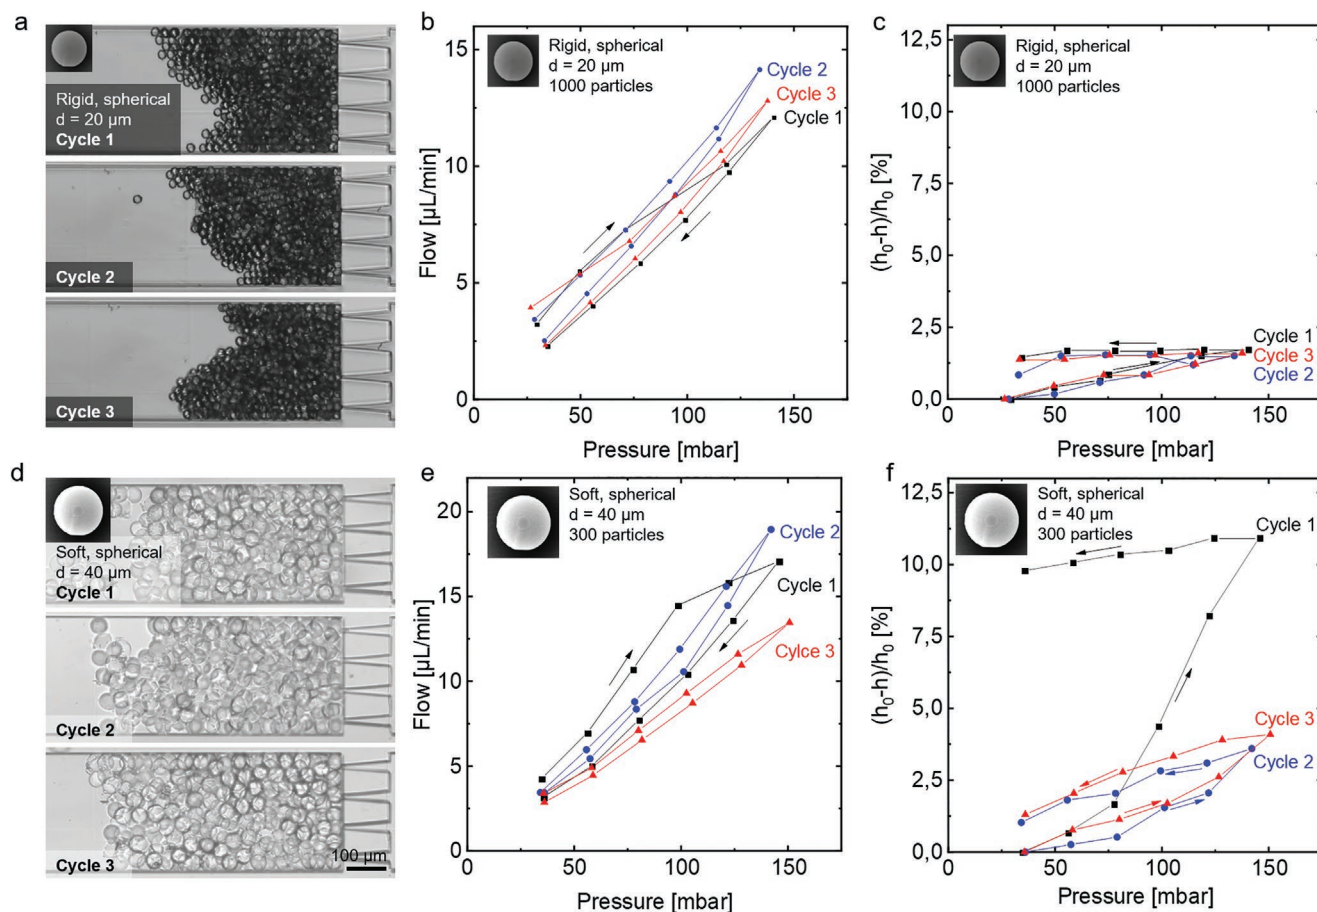 a
Rigid, spherical
d = 20 µm
Cycle 1
Cycle 2
Cycle 3
b
Rigid, spherical
d = 20 µm
1000 particles
Cycle 2
Cycle 3
Cycle 1
15
10
5
0
Flow [µL/min]
0
50
100
150
Pressure [mbar]
c
Rigid, spherical
d = 20 µm
1000 particles
12,5
10,0
7,5
5,0
2,5
0,0
(h0-h)/h0 [%]
Cycle 1
Cycle 3
Cycle 2
0
50
100
150
Pressure [mbar]
d
Soft, spherical
d = 40 µm
Cycle 1
Cycle 2
Cycle 3
100 µm
e
Soft, spherical
d = 40 µm
300 particles
Cycle 2
Cycle 1
Cylce 3
20
15
10
5
0
Flow [µL/min]
0
50
100
150
Pressure [mbar]
f
Soft, spherical
d = 40 µm
300 particles
Cycle 1
Cycle 3
Cycle 2
12,5
10,0
7,5
5,0
2,5
0,0
(h0-h)/h0 [%]
0
50
100
150
Pressure [mbar]